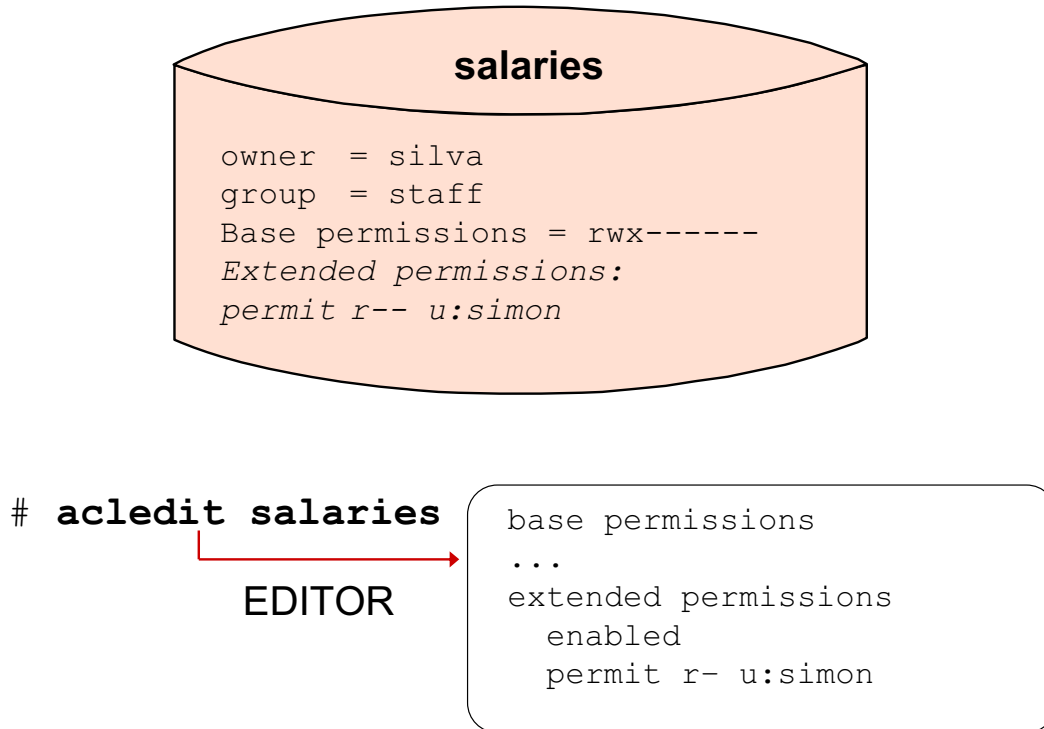 salaries
owner = silva
group = staff
Base permissions = rwx------
Extended permissions:
permit r-- u:simon
# acledit salaries
EDITOR
base permissions
...
extended permissions
enabled
permit r– u:simon